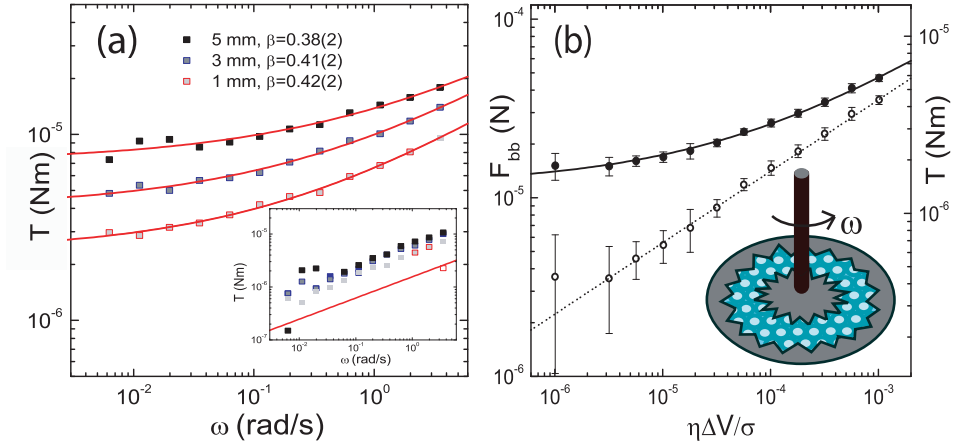 (a)
5 mm, β=0.38(2)
3 mm, β=0.41(2)
1 mm, β=0.42(2)
10⁻⁵
10⁻⁶
T (Nm)
10⁻² 10⁻¹ 10⁰
ω (rad/s)
10⁻⁴
10⁻⁵
10⁻⁶
10⁻⁷
T (Nm)
10⁻² 10⁻¹ 10⁰
ω (rad/s)
(b)
10⁻⁴
10⁻⁵
10⁻⁶
F_bb (N)
10⁻⁵
10⁻⁶
T (Nm)
ω
10⁻⁶ 10⁻⁵ 10⁻⁴ 10⁻³
ηΔV/σ